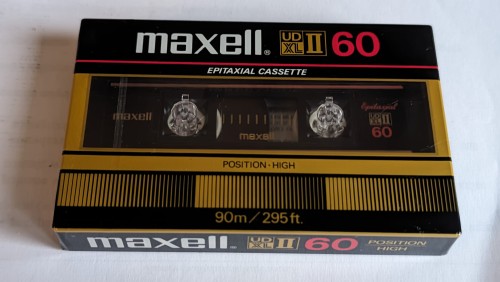 maxell® UD XL II 60
EPITAXIAL CASSETTE
maxell
maxell
Epitaxial
UD XL II
60
POSITION-HIGH
90m/295ft.
maxell® UD XL II 60 POSITION
HIGH